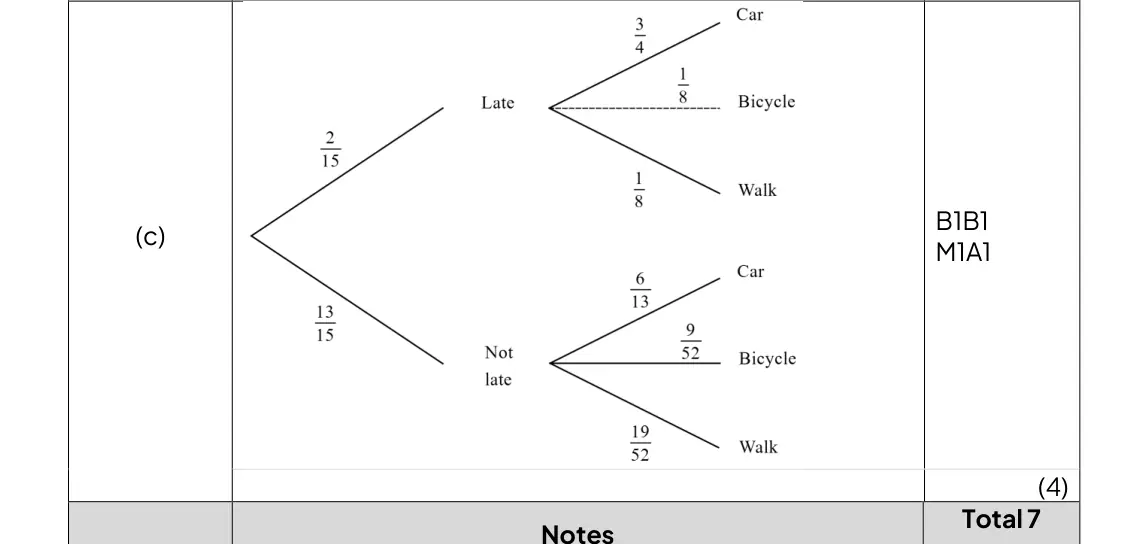 Car
3/4
1/8
Late
Bicycle
2/15
1/8
Walk
(c)
B1B1
M1A1
Car
6/13
13/15
9/52
Not
late
Bicycle
19/52
Walk
(4)
Total 7
Notes